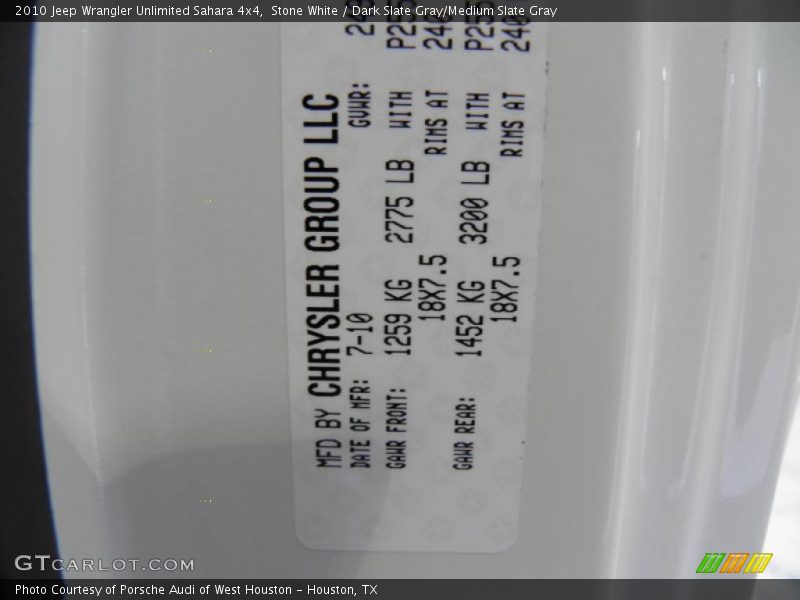 2010 Jeep Wrangler Unlimited Sahara 4x4, Stone White / Dark Slate Gray/Medium Slate Gray
MFD BY CHRYSLER GROUP LLC
DATE OF MFR: 7-10 GVWR:
GAWR FRONT: 1259 KG 2775 LB WITH
18X7.5 RIMS AT
GAWR REAR: 1452 KG 3200 LB WITH
18X7.5 RIMS AT
GTCARLOT.COM
Photo Courtesy of Porsche Audi of West Houston - Houston, TX